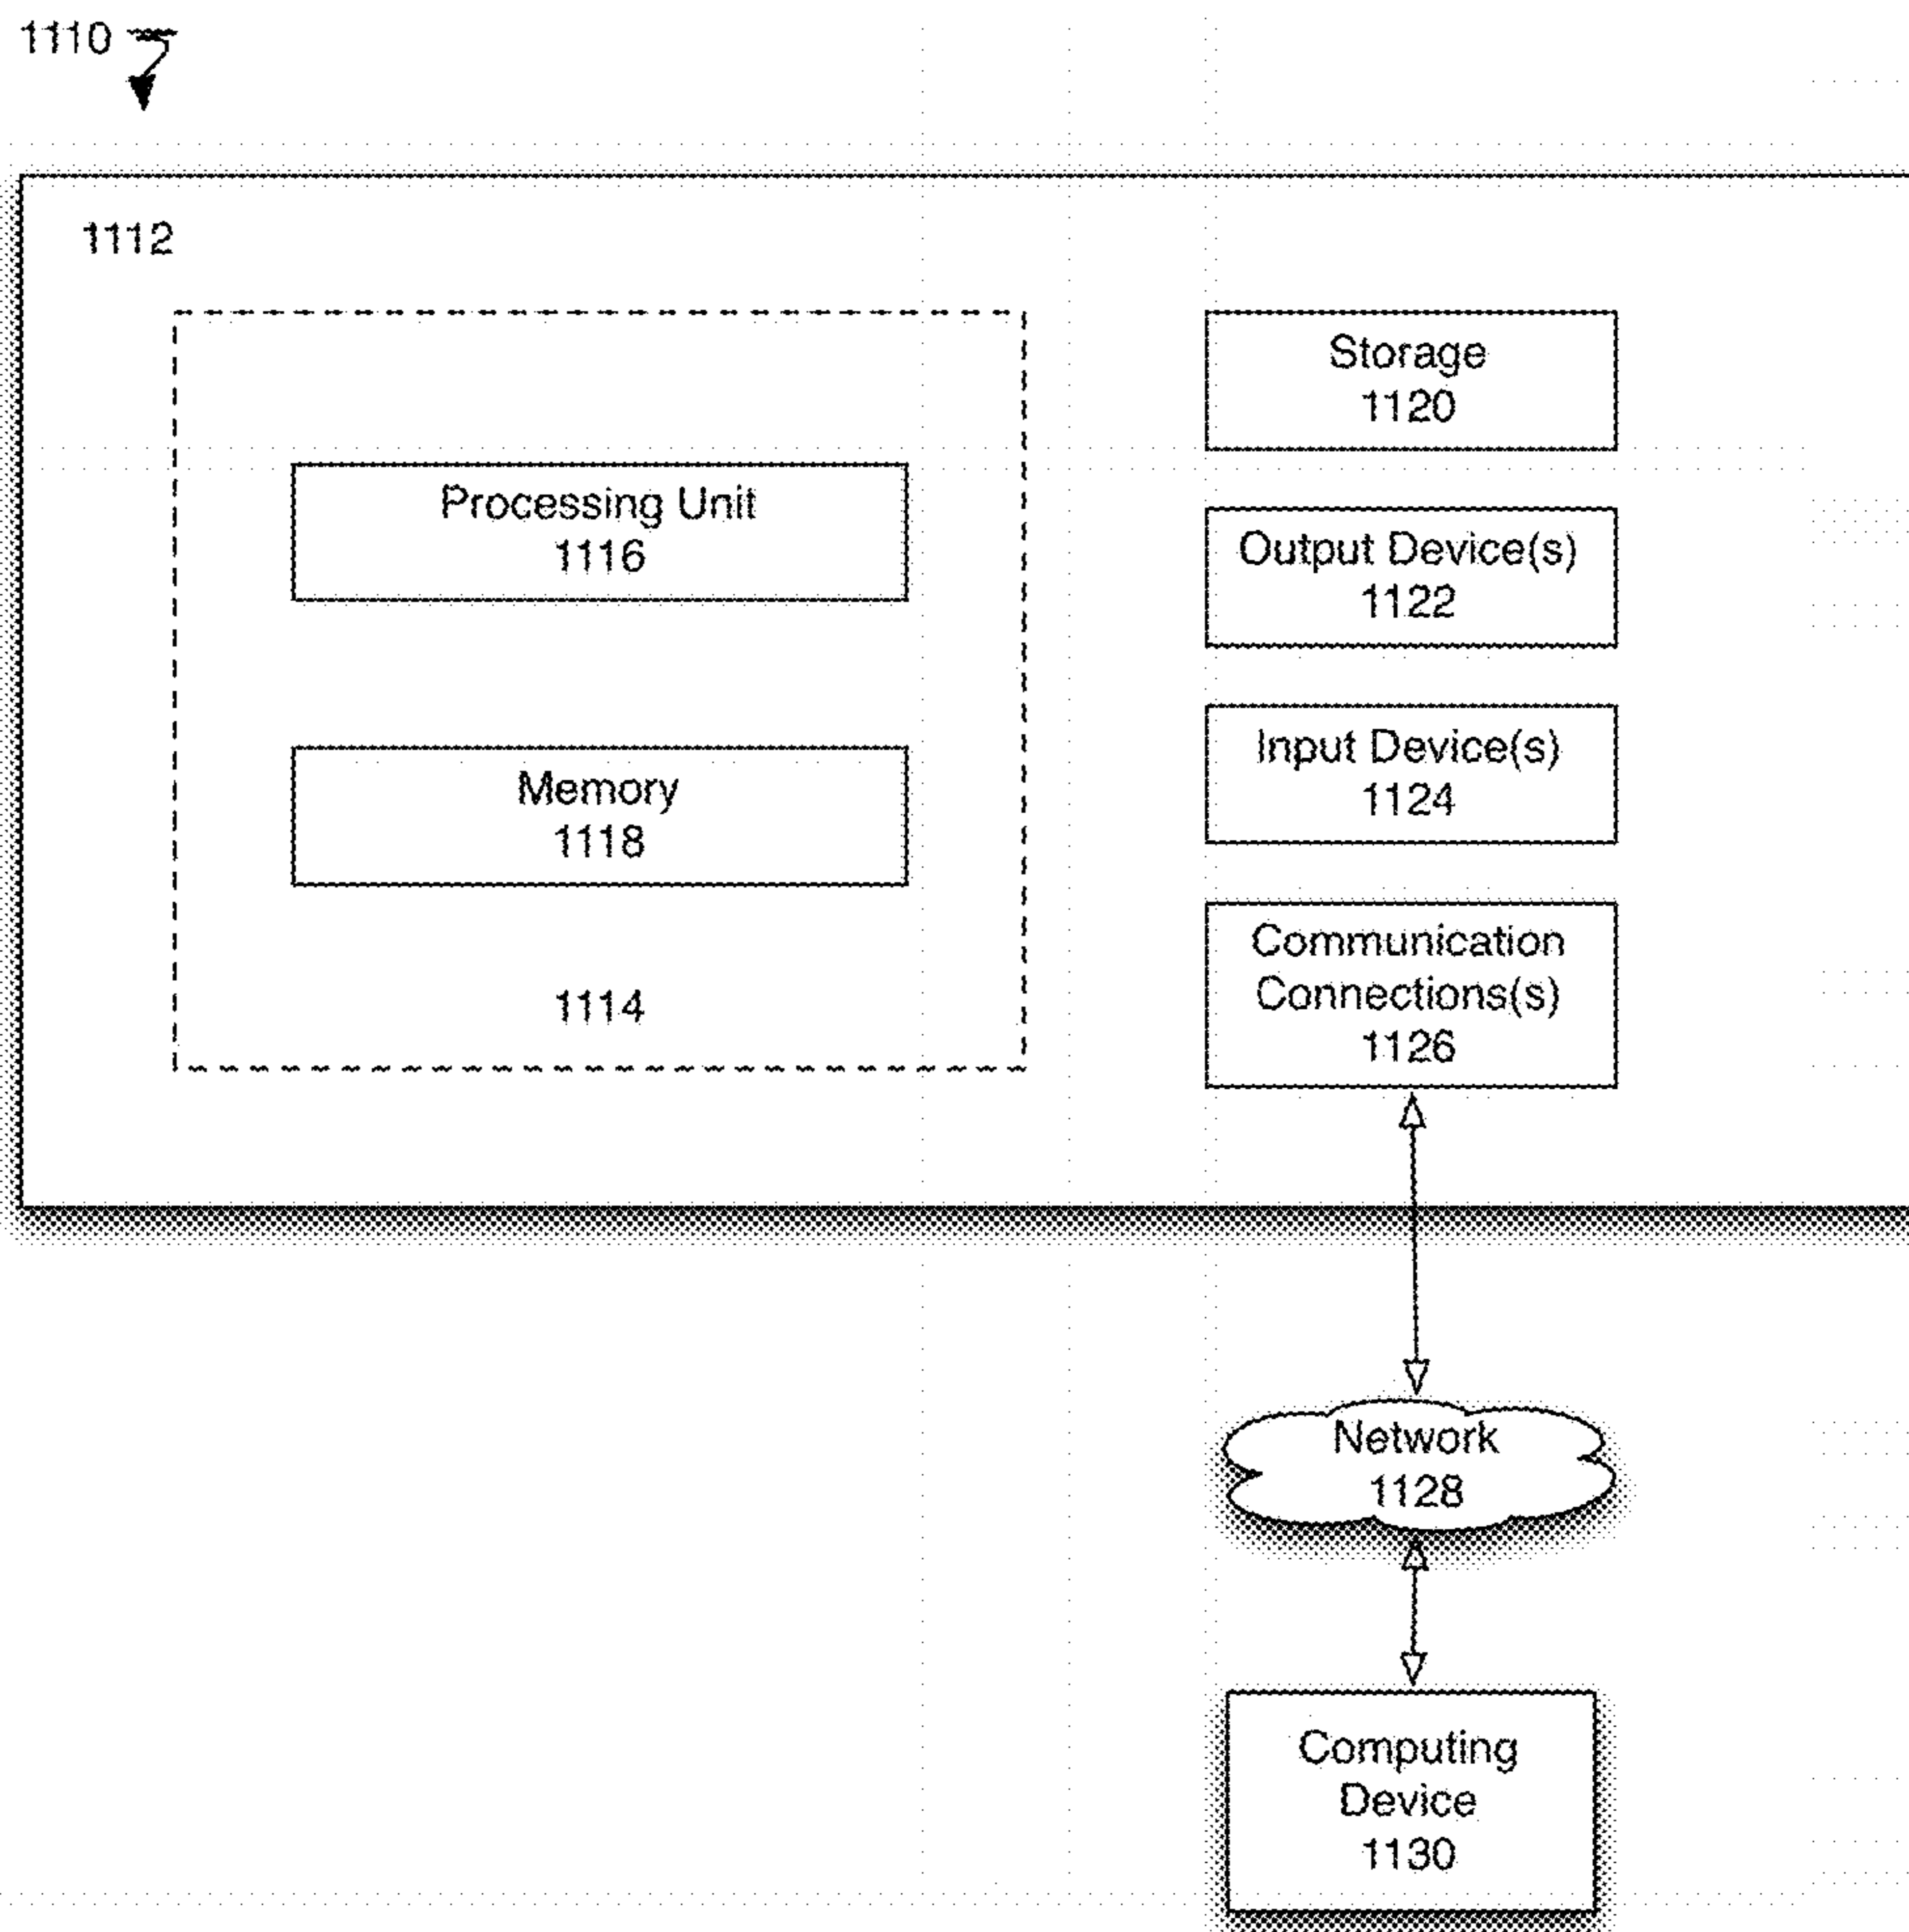 1110
1112
Processing Unit
1116
Memory
1118
1114
Storage
1120
Output Device(s)
1122
Input Device(s)
1124
Communication
Connections(s)
1126
Network
1128
Computing
Device
1130